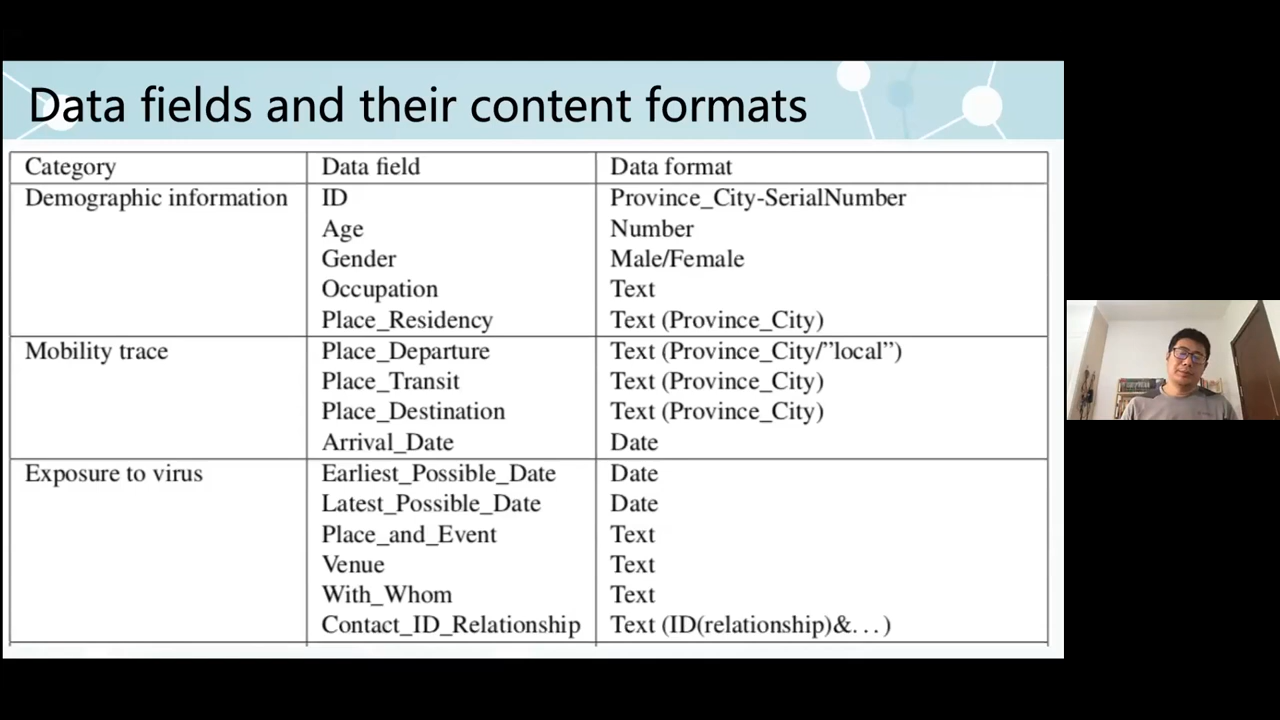 Data fields and their content formats
Category Data field Data format
Demographic information ID Province_City-SerialNumber
Age Number
Gender Male/Female
Occupation Text
Place_Residency Text (Province_City)
Mobility trace Place_Departure Text (Province_City/”local”)
Place_Transit Text (Province_City)
Place_Destination Text (Province_City)
Arrival_Date Date
Exposure to virus Earliest_Possible_Date Date
Latest_Possible_Date Date
Place_and_Event Text
Venue Text
With_Whom Text
Contact_ID_Relationship Text (ID(relationship)&...)